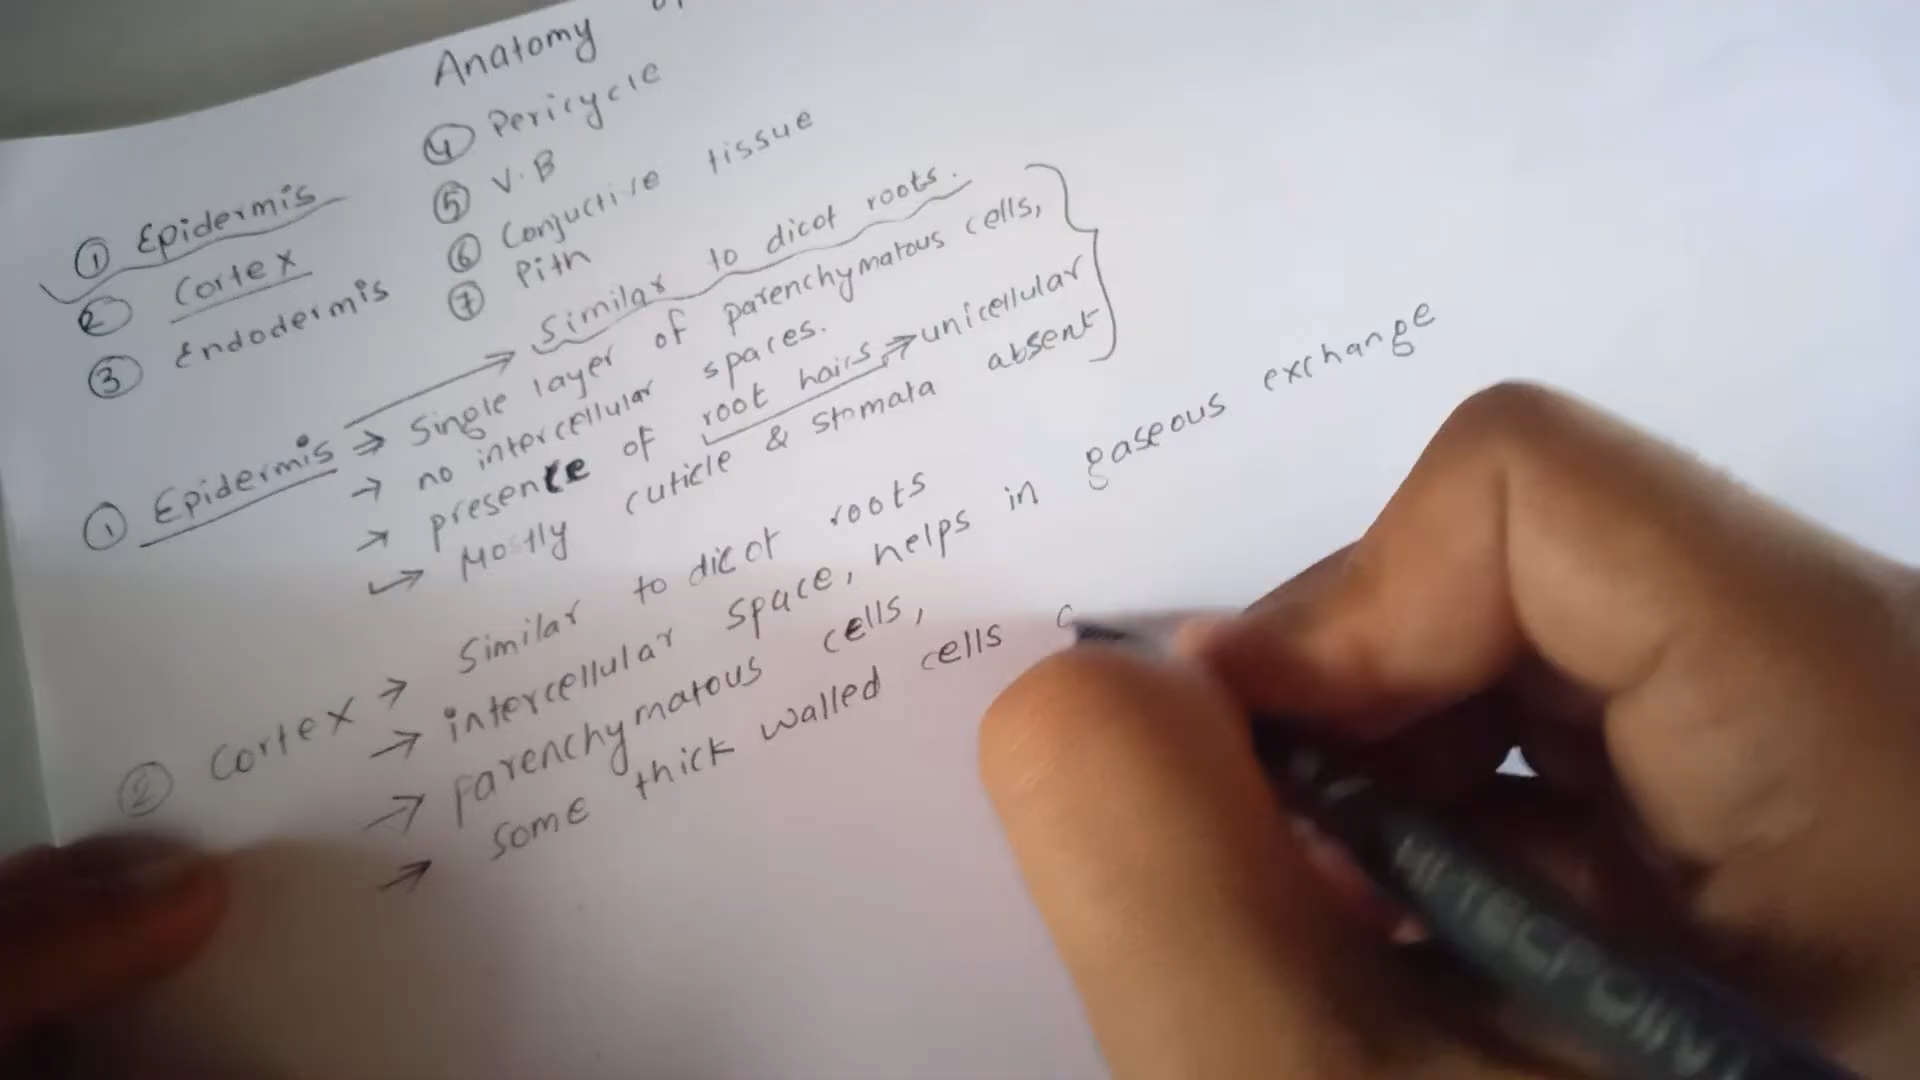 Anatomy
① Epidermis
② Cortex
③ Endodermis
④ Pericycle
⑤ V.B
⑥ Conjuctive tissue
⑦ Pith
① Epidermis → Similar to dicot roots.
→ Single layer of parenchymatous cells,
→ no intercellular spaces.
→ presence of root hairs → unicellular
→ Mostly cuticle & stomata absent
② Cortex → Similar to dicot roots
→ intercellular space, helps in gaseous exchange
→ parenchymatous cells,
→ some thick walled cells
HITECPOINT